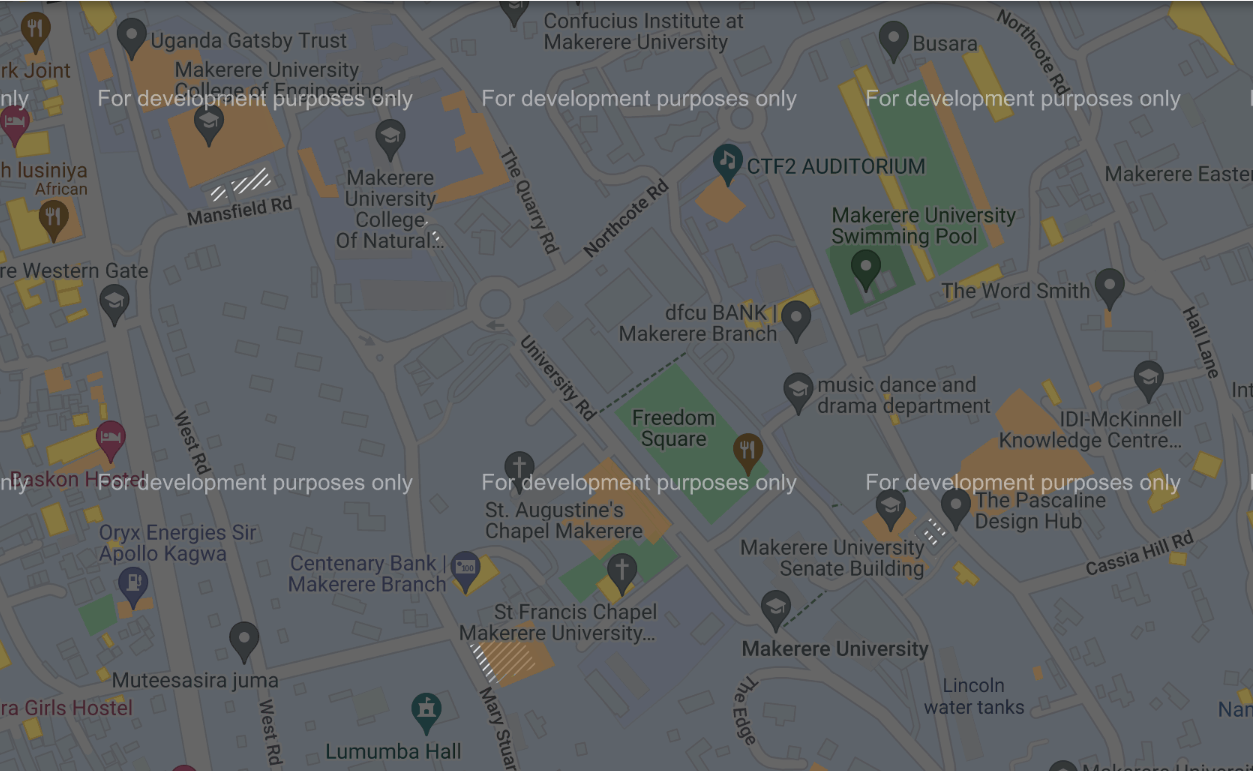 Confucius Institute at
Makerere University
Northcote Rd
Uganda Gatsby Trust
Busara
rk Joint
Makerere University
College of Engineering
nly
For development purposes only
For development purposes only
For development purposes only
CTF2 AUDITORIUM
h lusiniya
African
Makerere
University
College
Of Natural...
The Quarry Rd
Northcote Rd
Makerere Easter
Mansfield Rd
Makerere University
Swimming Pool
re Western Gate
The Word Smith
dfcu BANK |
Makerere Branch
Hall Lane
University Rd
music dance and
drama department
Int
Freedom
Square
IDI-McKinnell
Knowledge Centre...
West Rd
Baskon Hostel
nly
For development purposes only
For development purposes only
For development purposes only
St. Augustine's
Chapel Makerere
The Pascaline
Design Hub
Oryx Energies Sir
Apollo Kagwa
Makerere University
Senate Building
Cassia Hill Rd
Centenary Bank |
Makerere Branch
100
St Francis Chapel
Makerere University...
Makerere University
Muteesasira juma
Lincoln
water tanks
ra Girls Hostel
Nan
The Edge
West Rd
Mary Stuar
Lumumba Hall
Makerere Universi